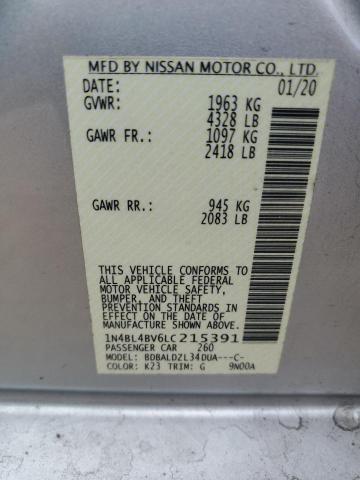 MFD BY NISSAN MOTOR CO., LTD.
DATE: 01/20
GVWR: 1963 KG
4328 LB
GAWR FR.: 1097 KG
2418 LB
GAWR RR.: 945 KG
2083 LB
THIS VEHICLE CONFORMS TO
ALL APPLICABLE FEDERAL
MOTOR VEHICLE SAFETY,
BUMPER, AND THEFT
PREVENTION STANDARDS
IN EFFECT ON THE DATE OF
MANUFACTURE SHOWN ABOVE.
1N4BL4BV6LC215391
PASSENGER CAR 260
MODEL: BDBALDZL34DUA---C-
COLOR: K23 TRIM: G 9N00A